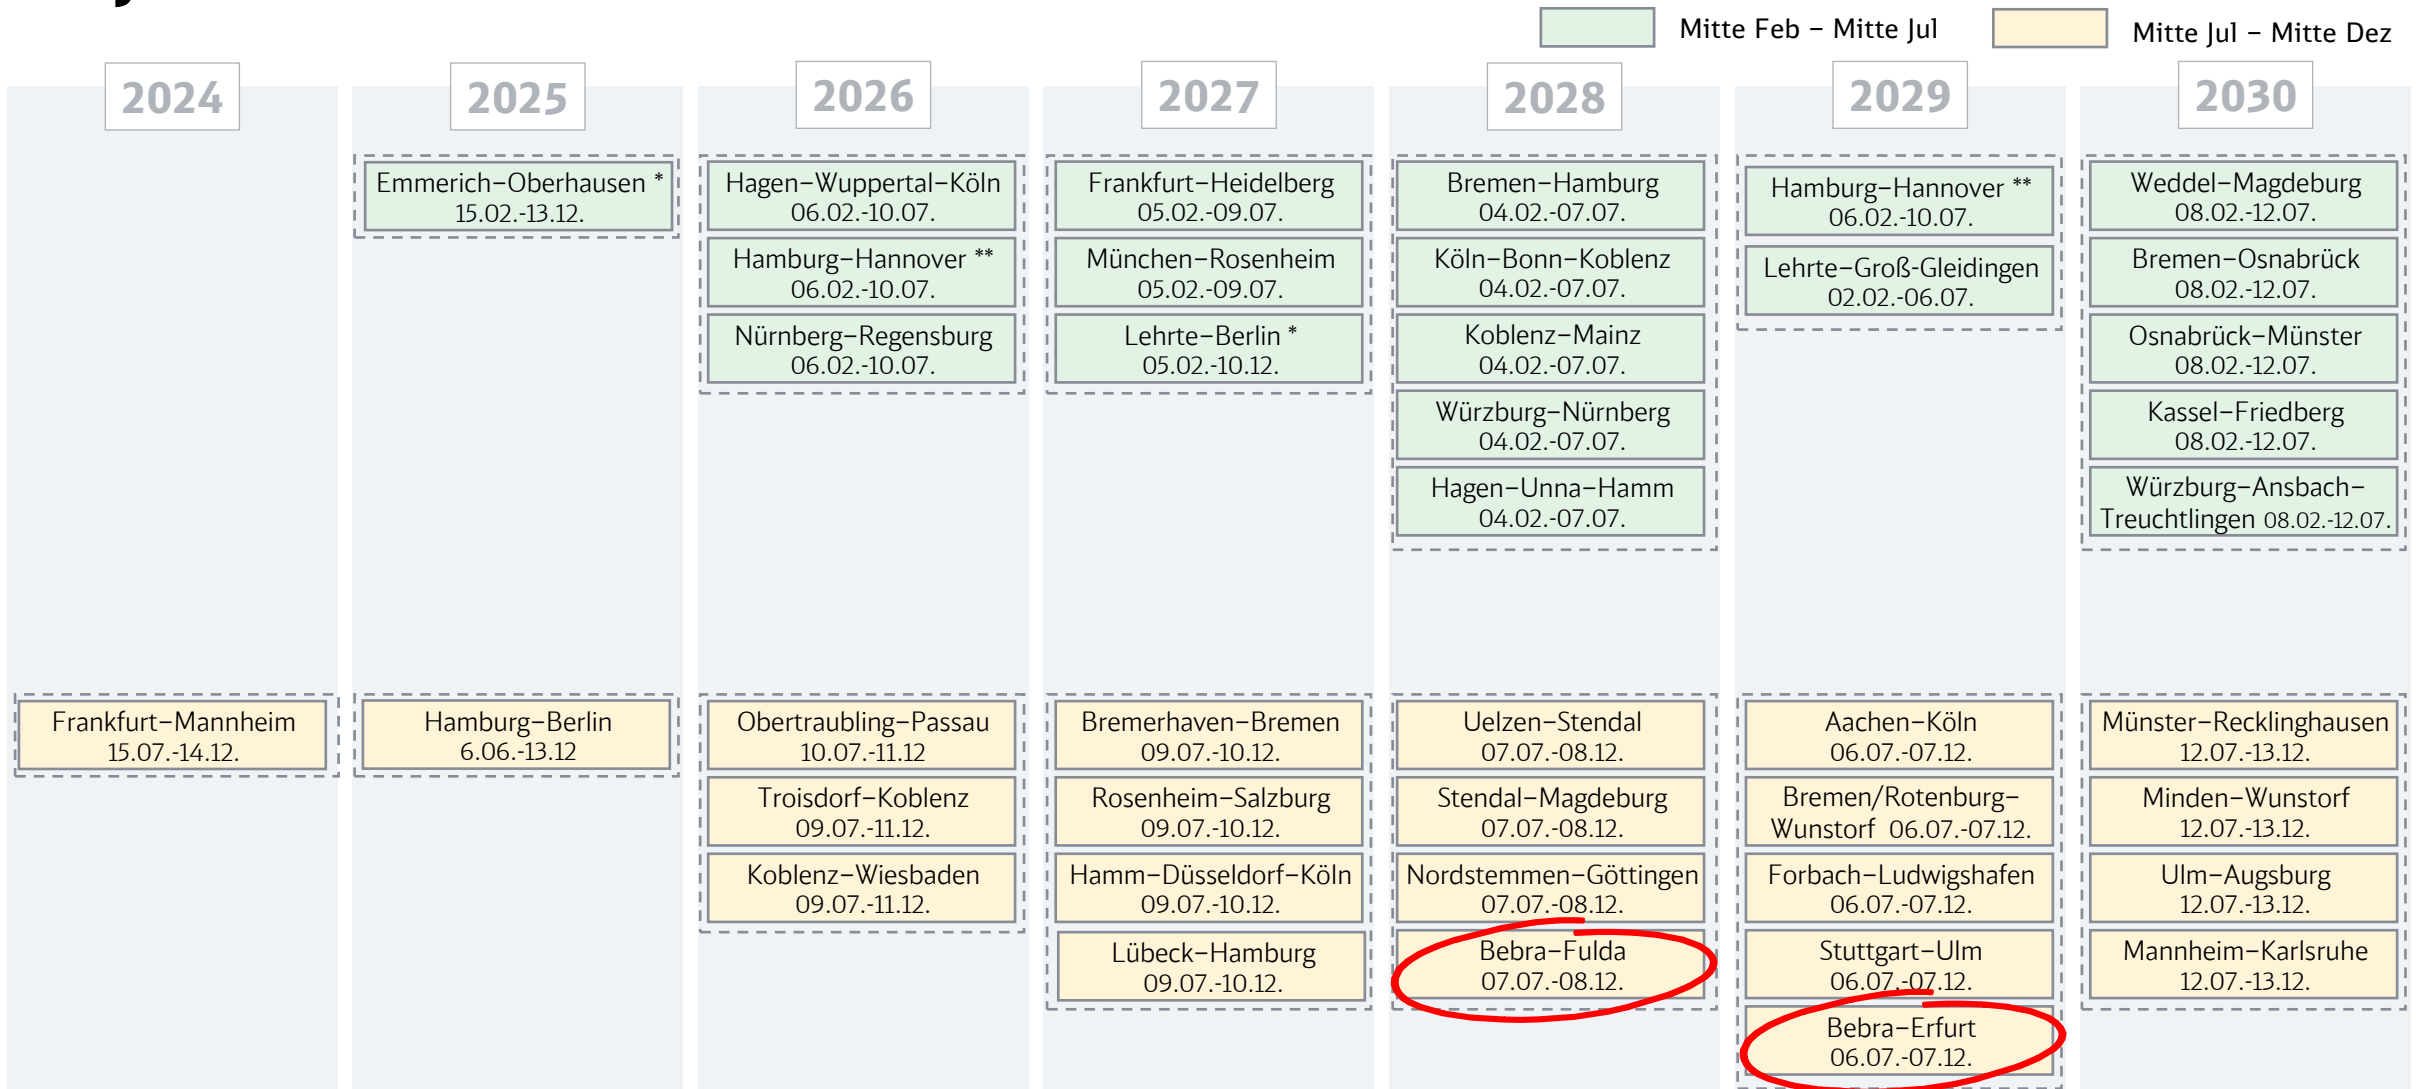 Mitte Feb – Mitte Jul
Mitte Jul – Mitte Dez
2024
Frankfurt–Mannheim
15.07.-14.12.
2025
Emmerich–Oberhausen *
15.02.-13.12.
Hamburg–Berlin
6.06.-13.12
2026
Hagen–Wuppertal–Köln
06.02.-10.07.
Hamburg–Hannover **
06.02.-10.07.
Nürnberg–Regensburg
06.02.-10.07.
Obertraubling–Passau
10.07.-11.12
Troisdorf–Koblenz
09.07.-11.12.
Koblenz–Wiesbaden
09.07.-11.12.
2027
Frankfurt–Heidelberg
05.02.-09.07.
München–Rosenheim
05.02.-09.07.
Lehrte–Berlin *
05.02.-10.12.
Bremerhaven–Bremen
09.07.-10.12.
Rosenheim–Salzburg
09.07.-10.12.
Hamm–Düsseldorf–Köln
09.07.-10.12.
Lübeck–Hamburg
09.07.-10.12.
2028
Bremen–Hamburg
04.02.-07.07.
Köln–Bonn–Koblenz
04.02.-07.07.
Koblenz–Mainz
04.02.-07.07.
Würzburg–Nürnberg
04.02.-07.07.
Hagen–Unna–Hamm
04.02.-07.07.
Uelzen–Stendal
07.07.-08.12.
Stendal–Magdeburg
07.07.-08.12.
Nordstemmen–Göttingen
07.07.-08.12.
Bebra–Fulda
07.07.-08.12.
2029
Hamburg–Hannover **
06.02.-10.07.
Lehrte–Groß-Gleidingen
02.02.-06.07.
Aachen–Köln
06.07.-07.12.
Bremen/Rotenburg–
Wunstorf 06.07.-07.12.
Forbach–Ludwigshafen
06.07.-07.12.
Stuttgart–Ulm
06.07.-07.12.
Bebra–Erfurt
06.07.-07.12.
2030
Weddel–Magdeburg
08.02.-12.07.
Bremen–Osnabrück
08.02.-12.07.
Osnabrück–Münster
08.02.-12.07.
Kassel–Friedberg
08.02.-12.07.
Würzburg–Ansbach–
Treuchtlingen 08.02.-12.07.
Münster–Recklinghausen
12.07.-13.12.
Minden–Wunstorf
12.07.-13.12.
Ulm–Augsburg
12.07.-13.12.
Mannheim–Karlsruhe
12.07.-13.12.